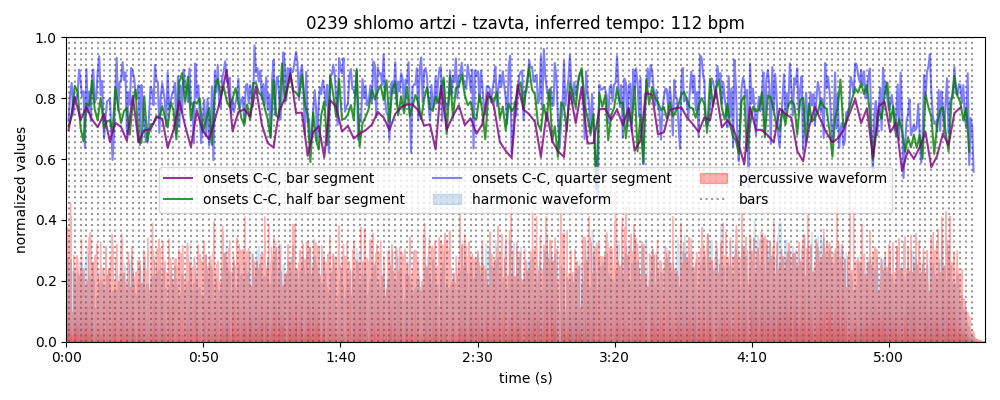 0239 shlomo artzi - tzavta, inferred tempo: 112 bpm
1.0
0.8
0.6
0.4
0.2
0.0
normalized values
onsets C-C, bar segment
onsets C-C, half bar segment
onsets C-C, quarter segment
harmonic waveform
percussive waveform
bars
0:00 0:50 1:40 2:30 3:20 4:10 5:00
time (s)